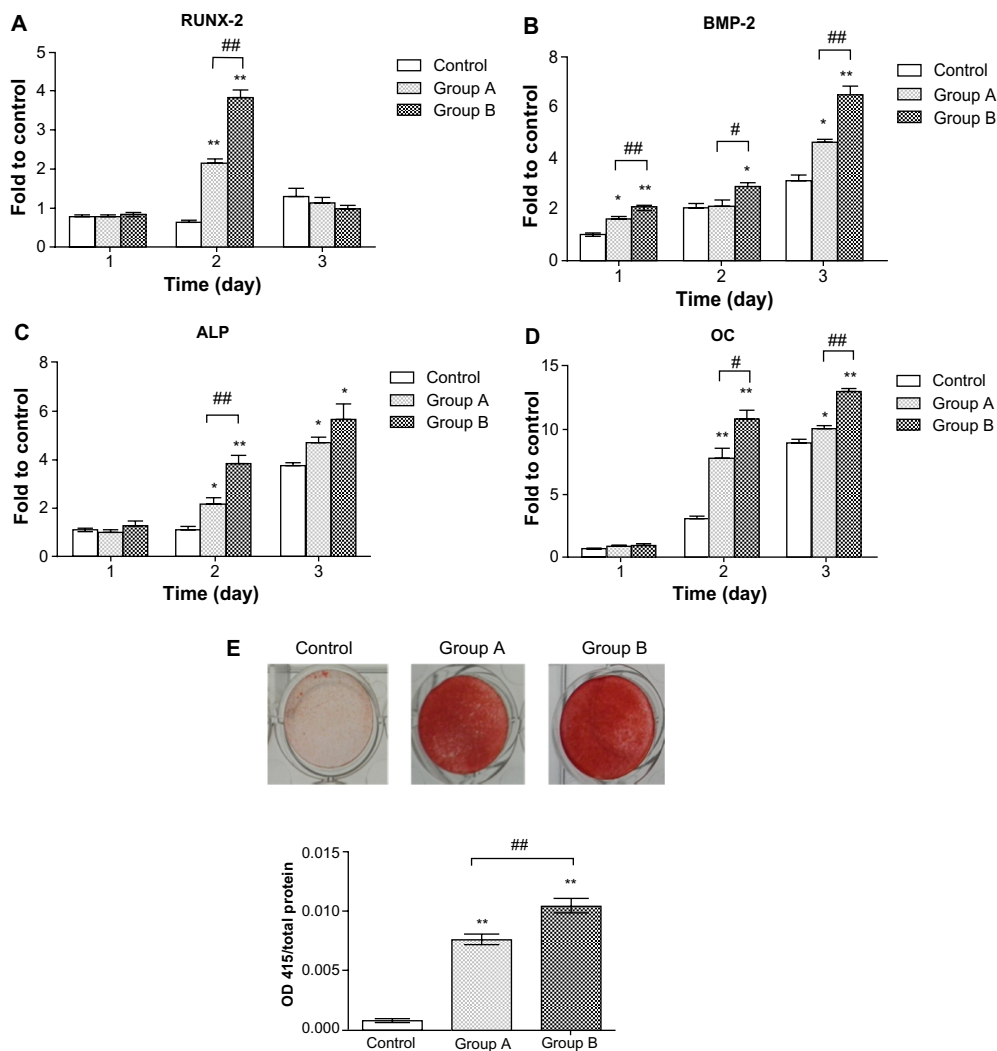 A
RUNX-2
Fold to control
5
4
3
2
1
0
##
**
**
1 2 3
Time (day)
Control
Group A
Group B
B
BMP-2
Fold to control
8
6
4
2
0
##
* **
#
*
##
*
**
1 2 3
Time (day)
Control
Group A
Group B
C
ALP
Fold to control
8
6
4
2
0
##
*
**
*
*
1 2 3
Time (day)
Control
Group A
Group B
D
OC
Fold to control
15
10
5
0
#
**
**
##
*
**
1 2 3
Time (day)
Control
Group A
Group B
E
Control Group A Group B
OD 415/total protein
0.015
0.010
0.005
0.000
##
**
**
Control Group A Group B